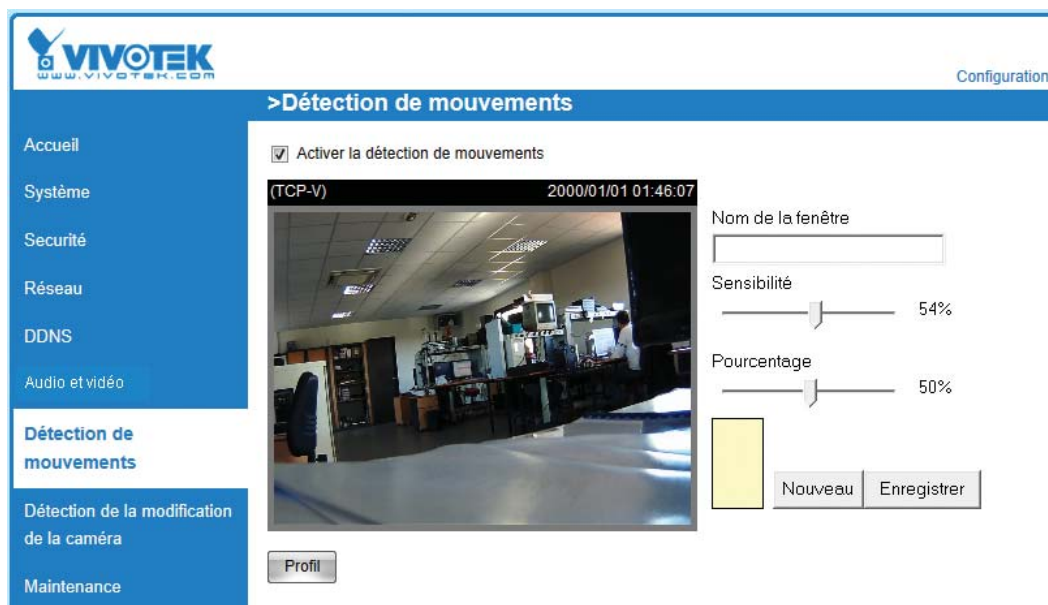 VIVOTEK
www.vivotek.com
Configuration
>Détection de mouvements
Accueil
Système
Securité
Réseau
DDNS
Audio et vidéo
Détection de
mouvements
Détection de la modification
de la caméra
Maintenance
Activer la détection de mouvements
(TCP-V) 2000/01/01 01:46:07
Nom de la fenêtre
Sensibilité
54%
Pourcentage
50%
Nouveau Enregistrer
Profil